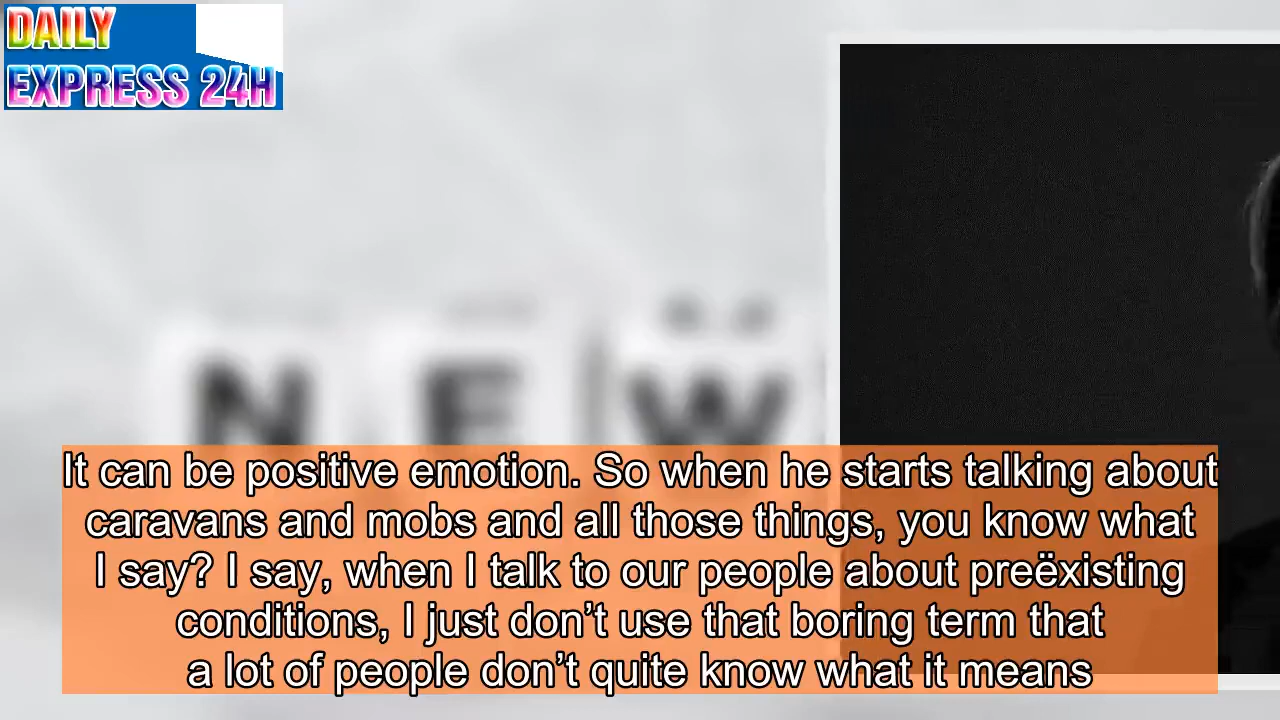 DAILY
EXPRESS 24H
N E Ẅ
It can be positive emotion. So when he starts talking about
caravans and mobs and all those things, you know what
I say? I say, when I talk to our people about preëxisting
conditions, I just don’t use that boring term that
a lot of people don’t quite know what it means